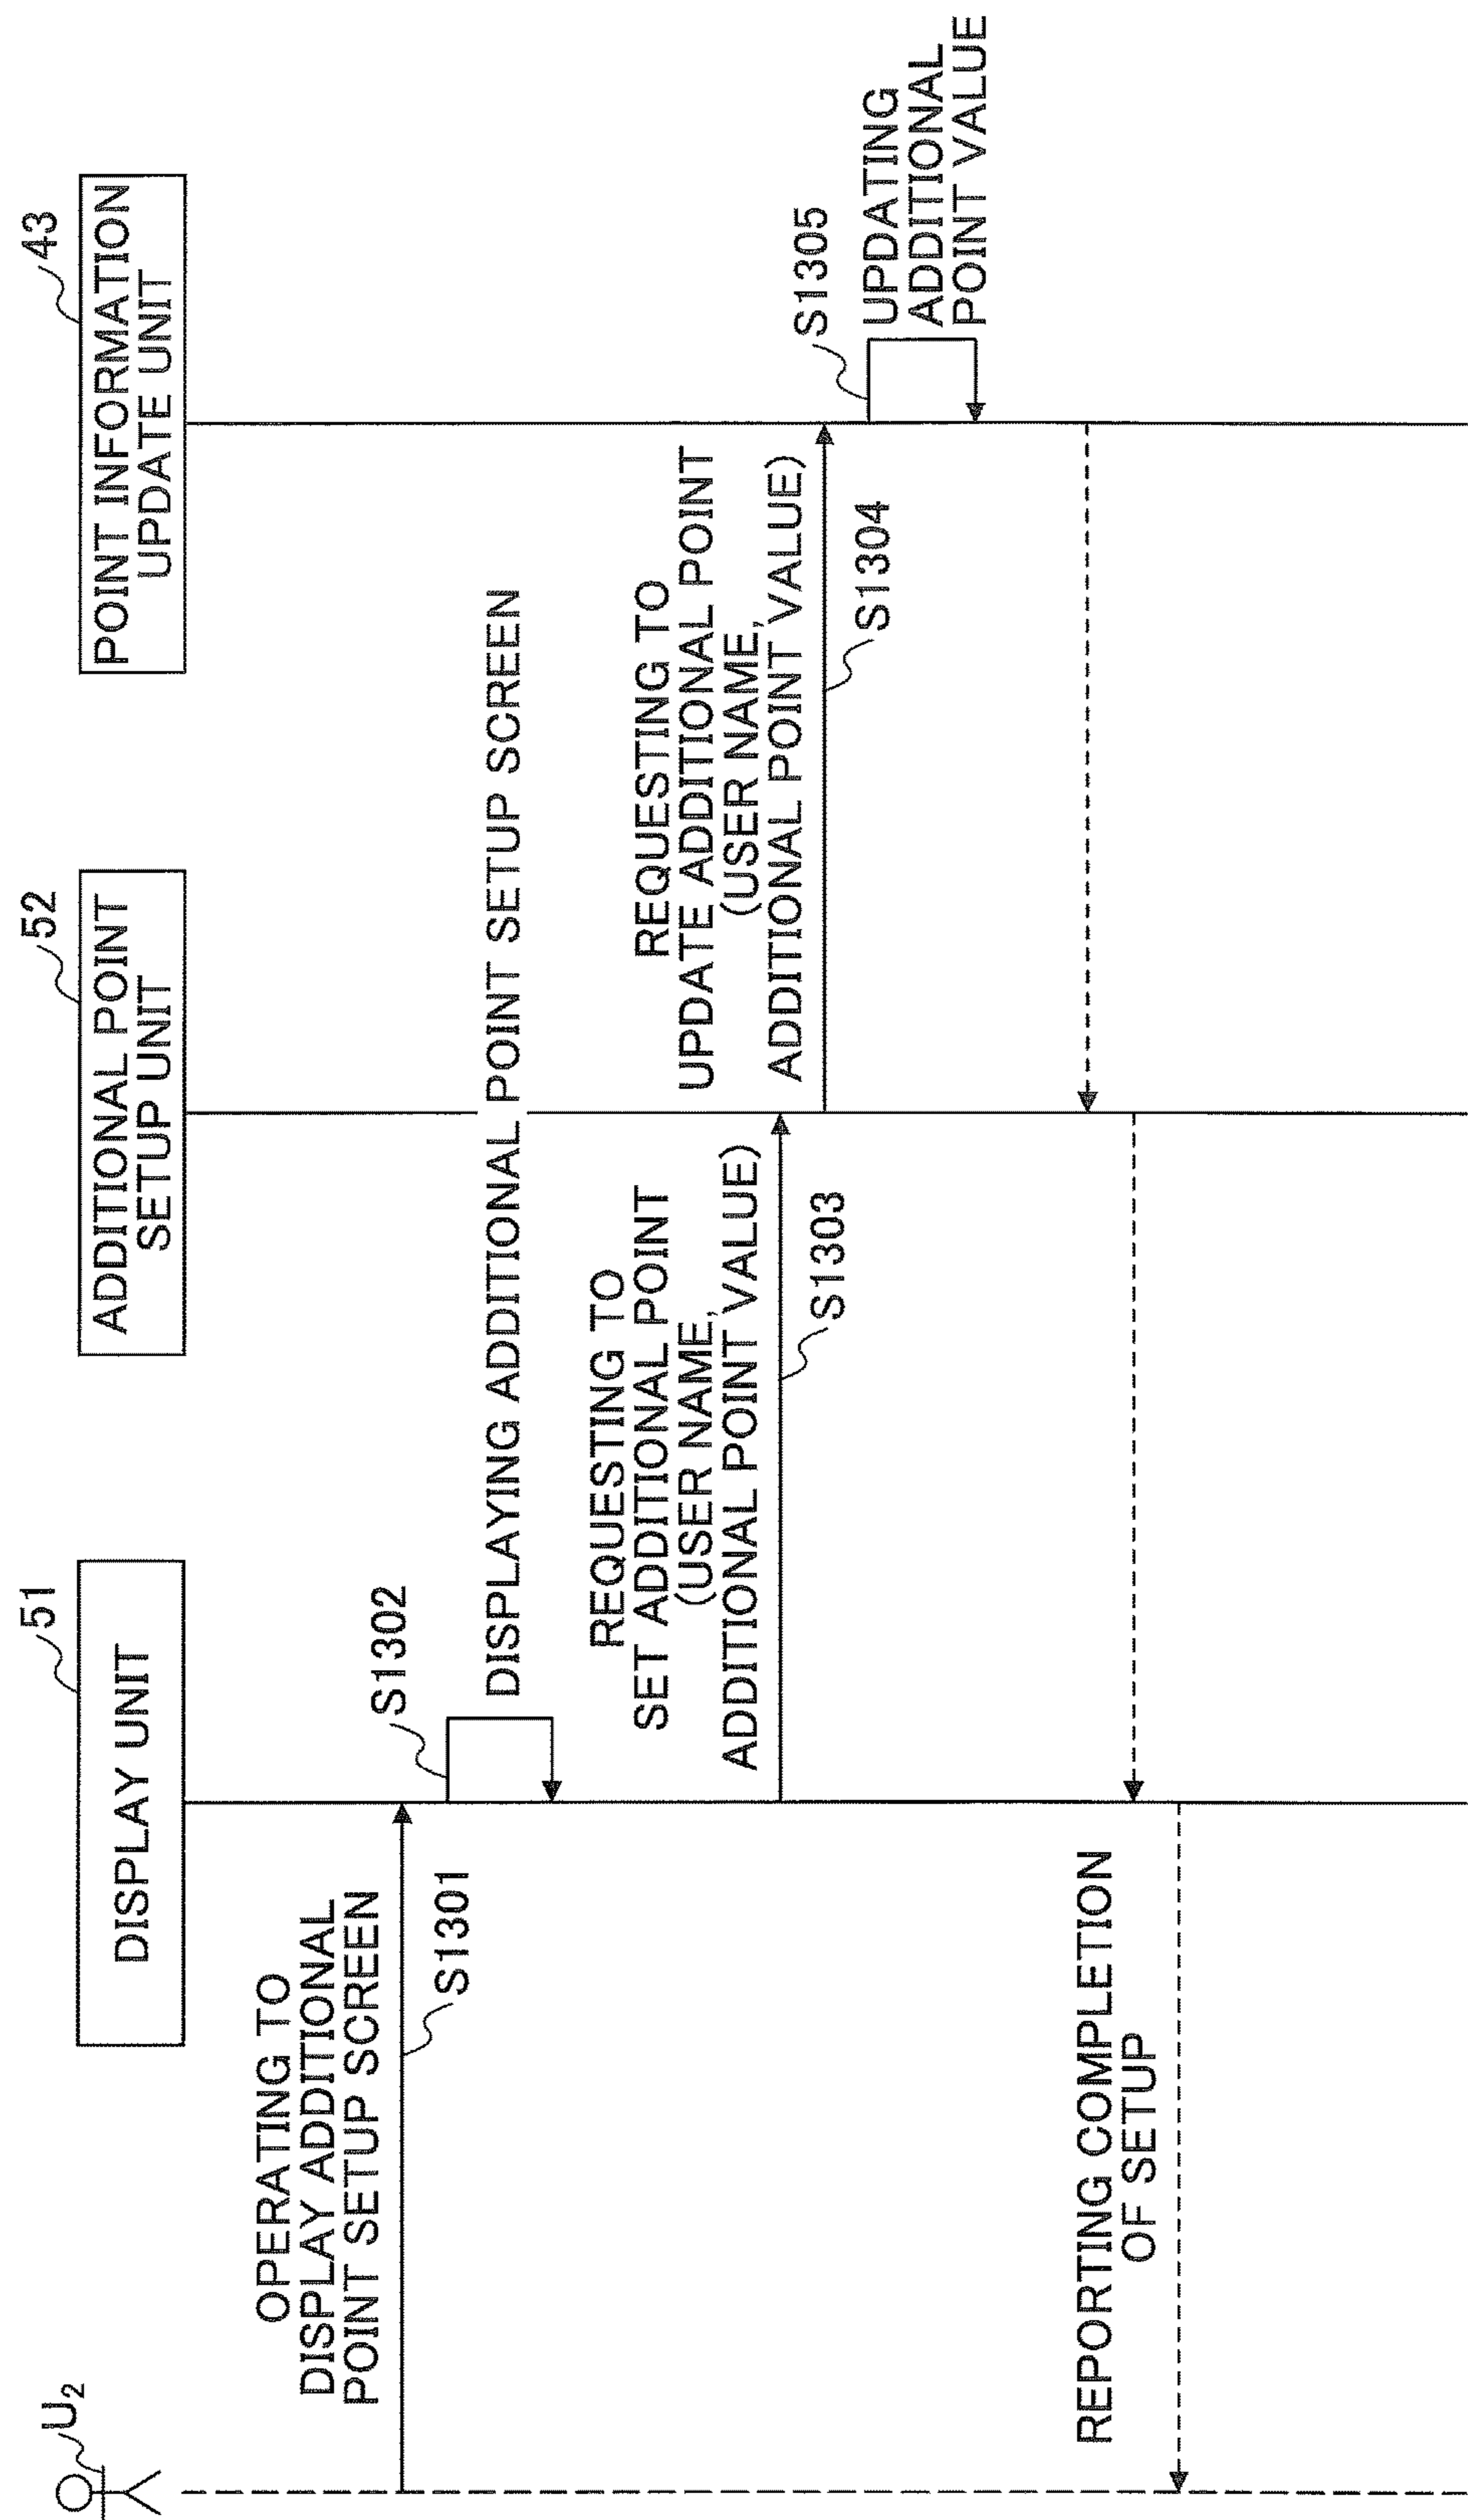 U2
51
DISPLAY UNIT
52
ADDITIONAL POINT
SETUP UNIT
43
POINT INFORMATION
UPDATE UNIT
OPERATING TO
DISPLAY ADDITIONAL
POINT SETUP SCREEN
S1301
S1302
DISPLAYING ADDITIONAL POINT SETUP SCREEN
REQUESTING TO
SET ADDITIONAL POINT
(USER NAME,
ADDITIONAL POINT VALUE)
S1303
REQUESTING TO
UPDATE ADDITIONAL POINT
(USER NAME,
ADDITIONAL POINT VALUE)
S1304
S1305
UPDATING
ADDITIONAL
POINT VALUE
REPORTING COMPLETION
OF SETUP